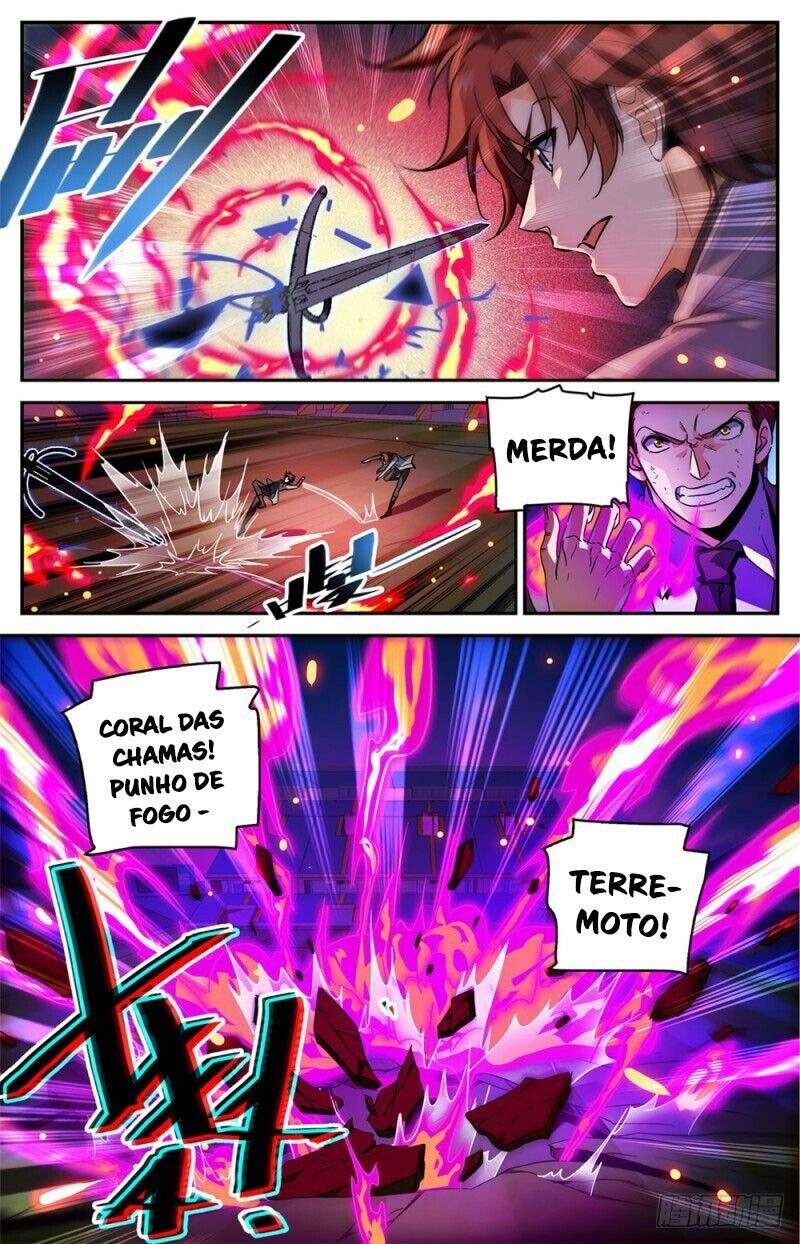 MERDA!
CORAL DAS
CHAMAS!
PUNHO DE
FOGO -
TERRE-
MOTO!